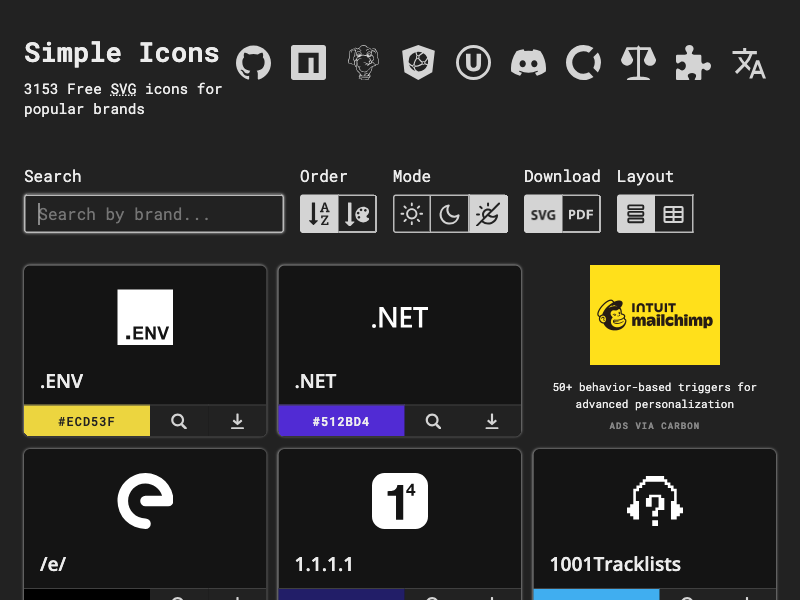 Simple Icons
3153 Free SVG icons for
popular brands
Search
Order
Mode
Download
Layout
Search by brand...
A
Z
SVG
PDF
.ENV
.ENV
#ECD53F
.NET
.NET
#512BD4
INTUIT
mailchimp
50+ behavior-based triggers for
advanced personalization
ADS VIA CARBON
/e/
1⁴
1.1.1.1
?
1001Tracklists